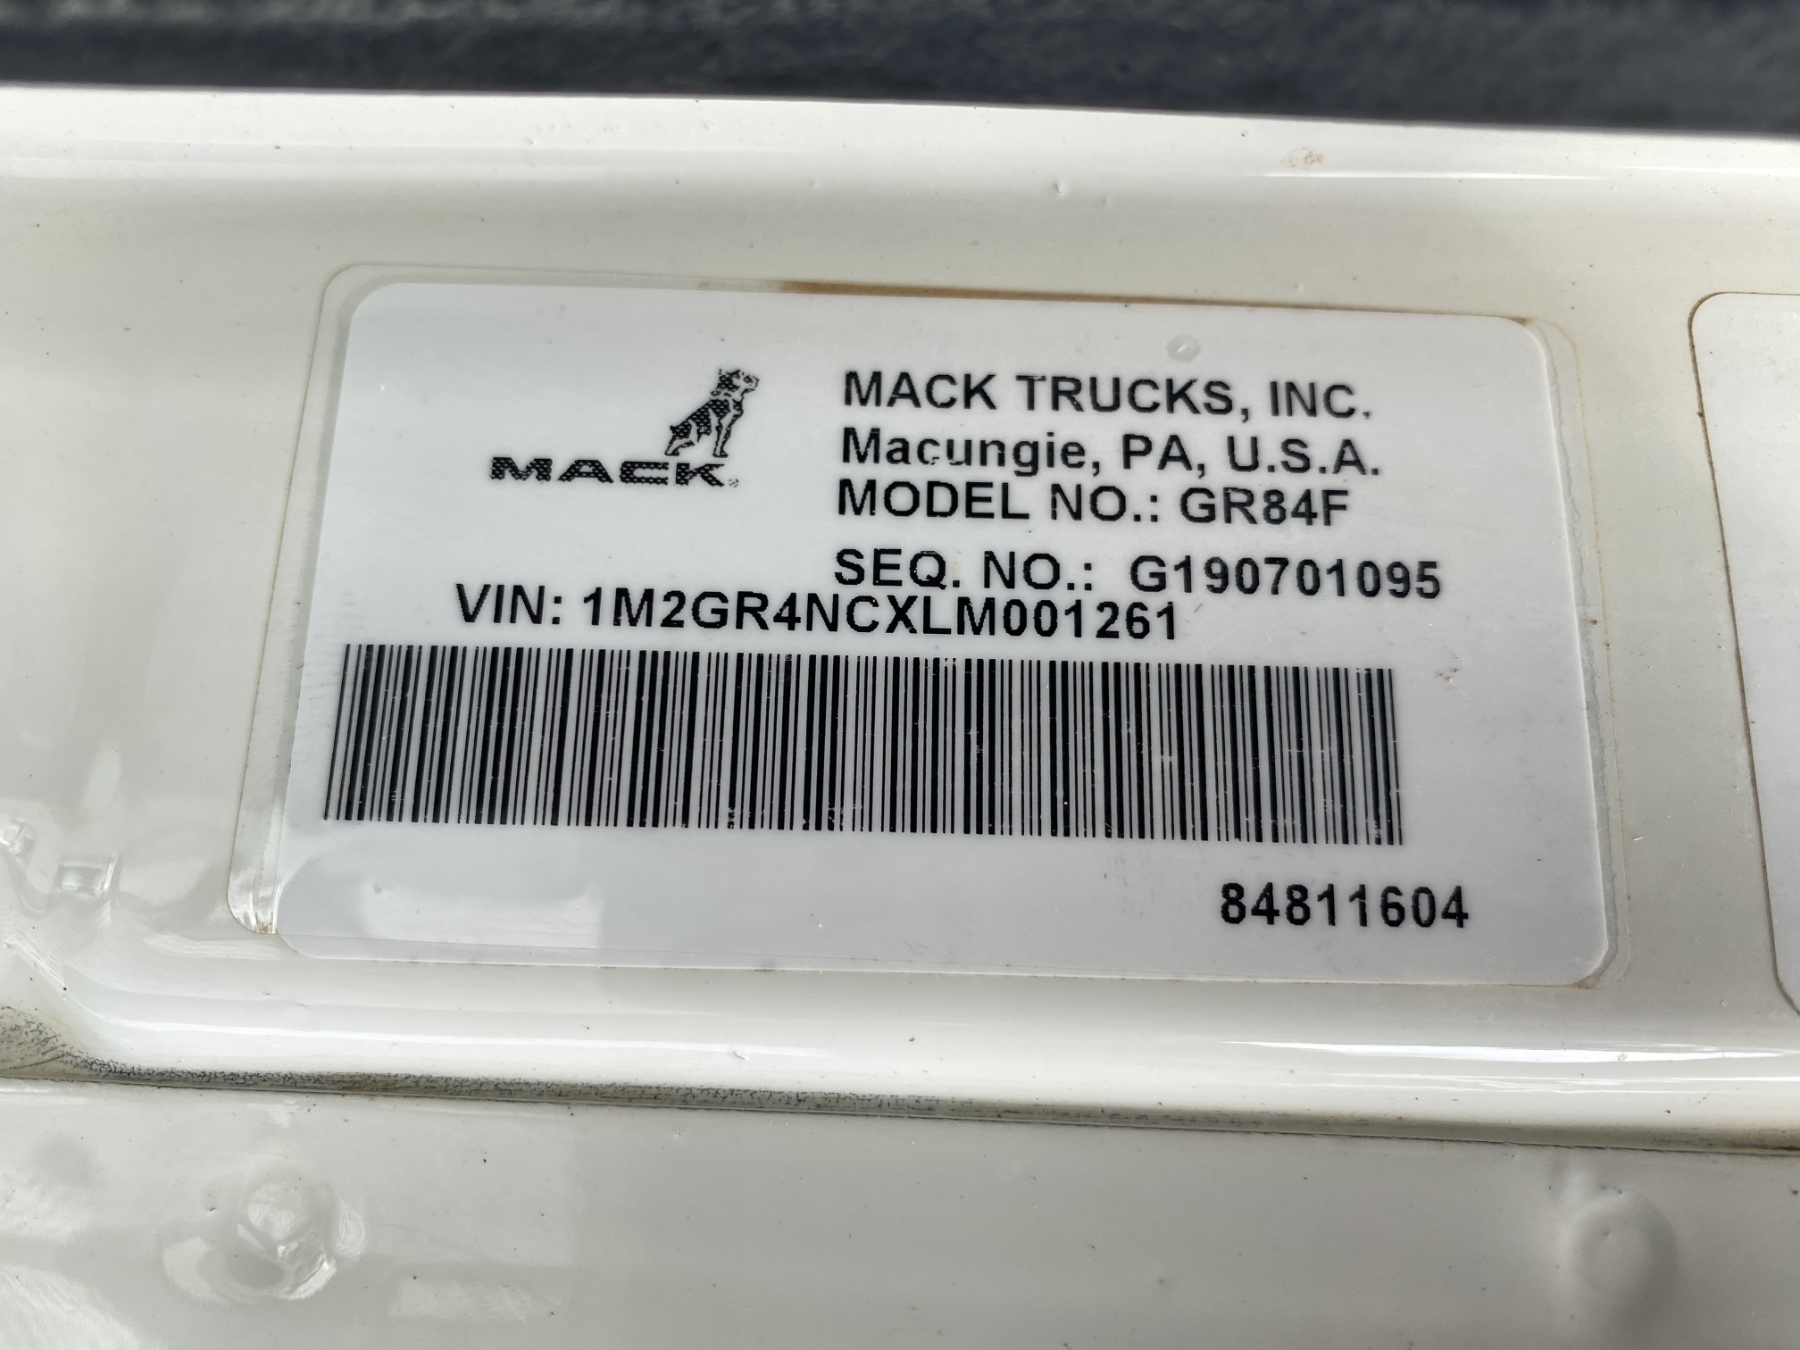 MACK TRUCKS, INC.
Macungie, PA, U.S.A.
MACK
MODEL NO.: GR84F
SEQ. NO.: G190701095
VIN: 1M2GR4NCXLM001261
84811604